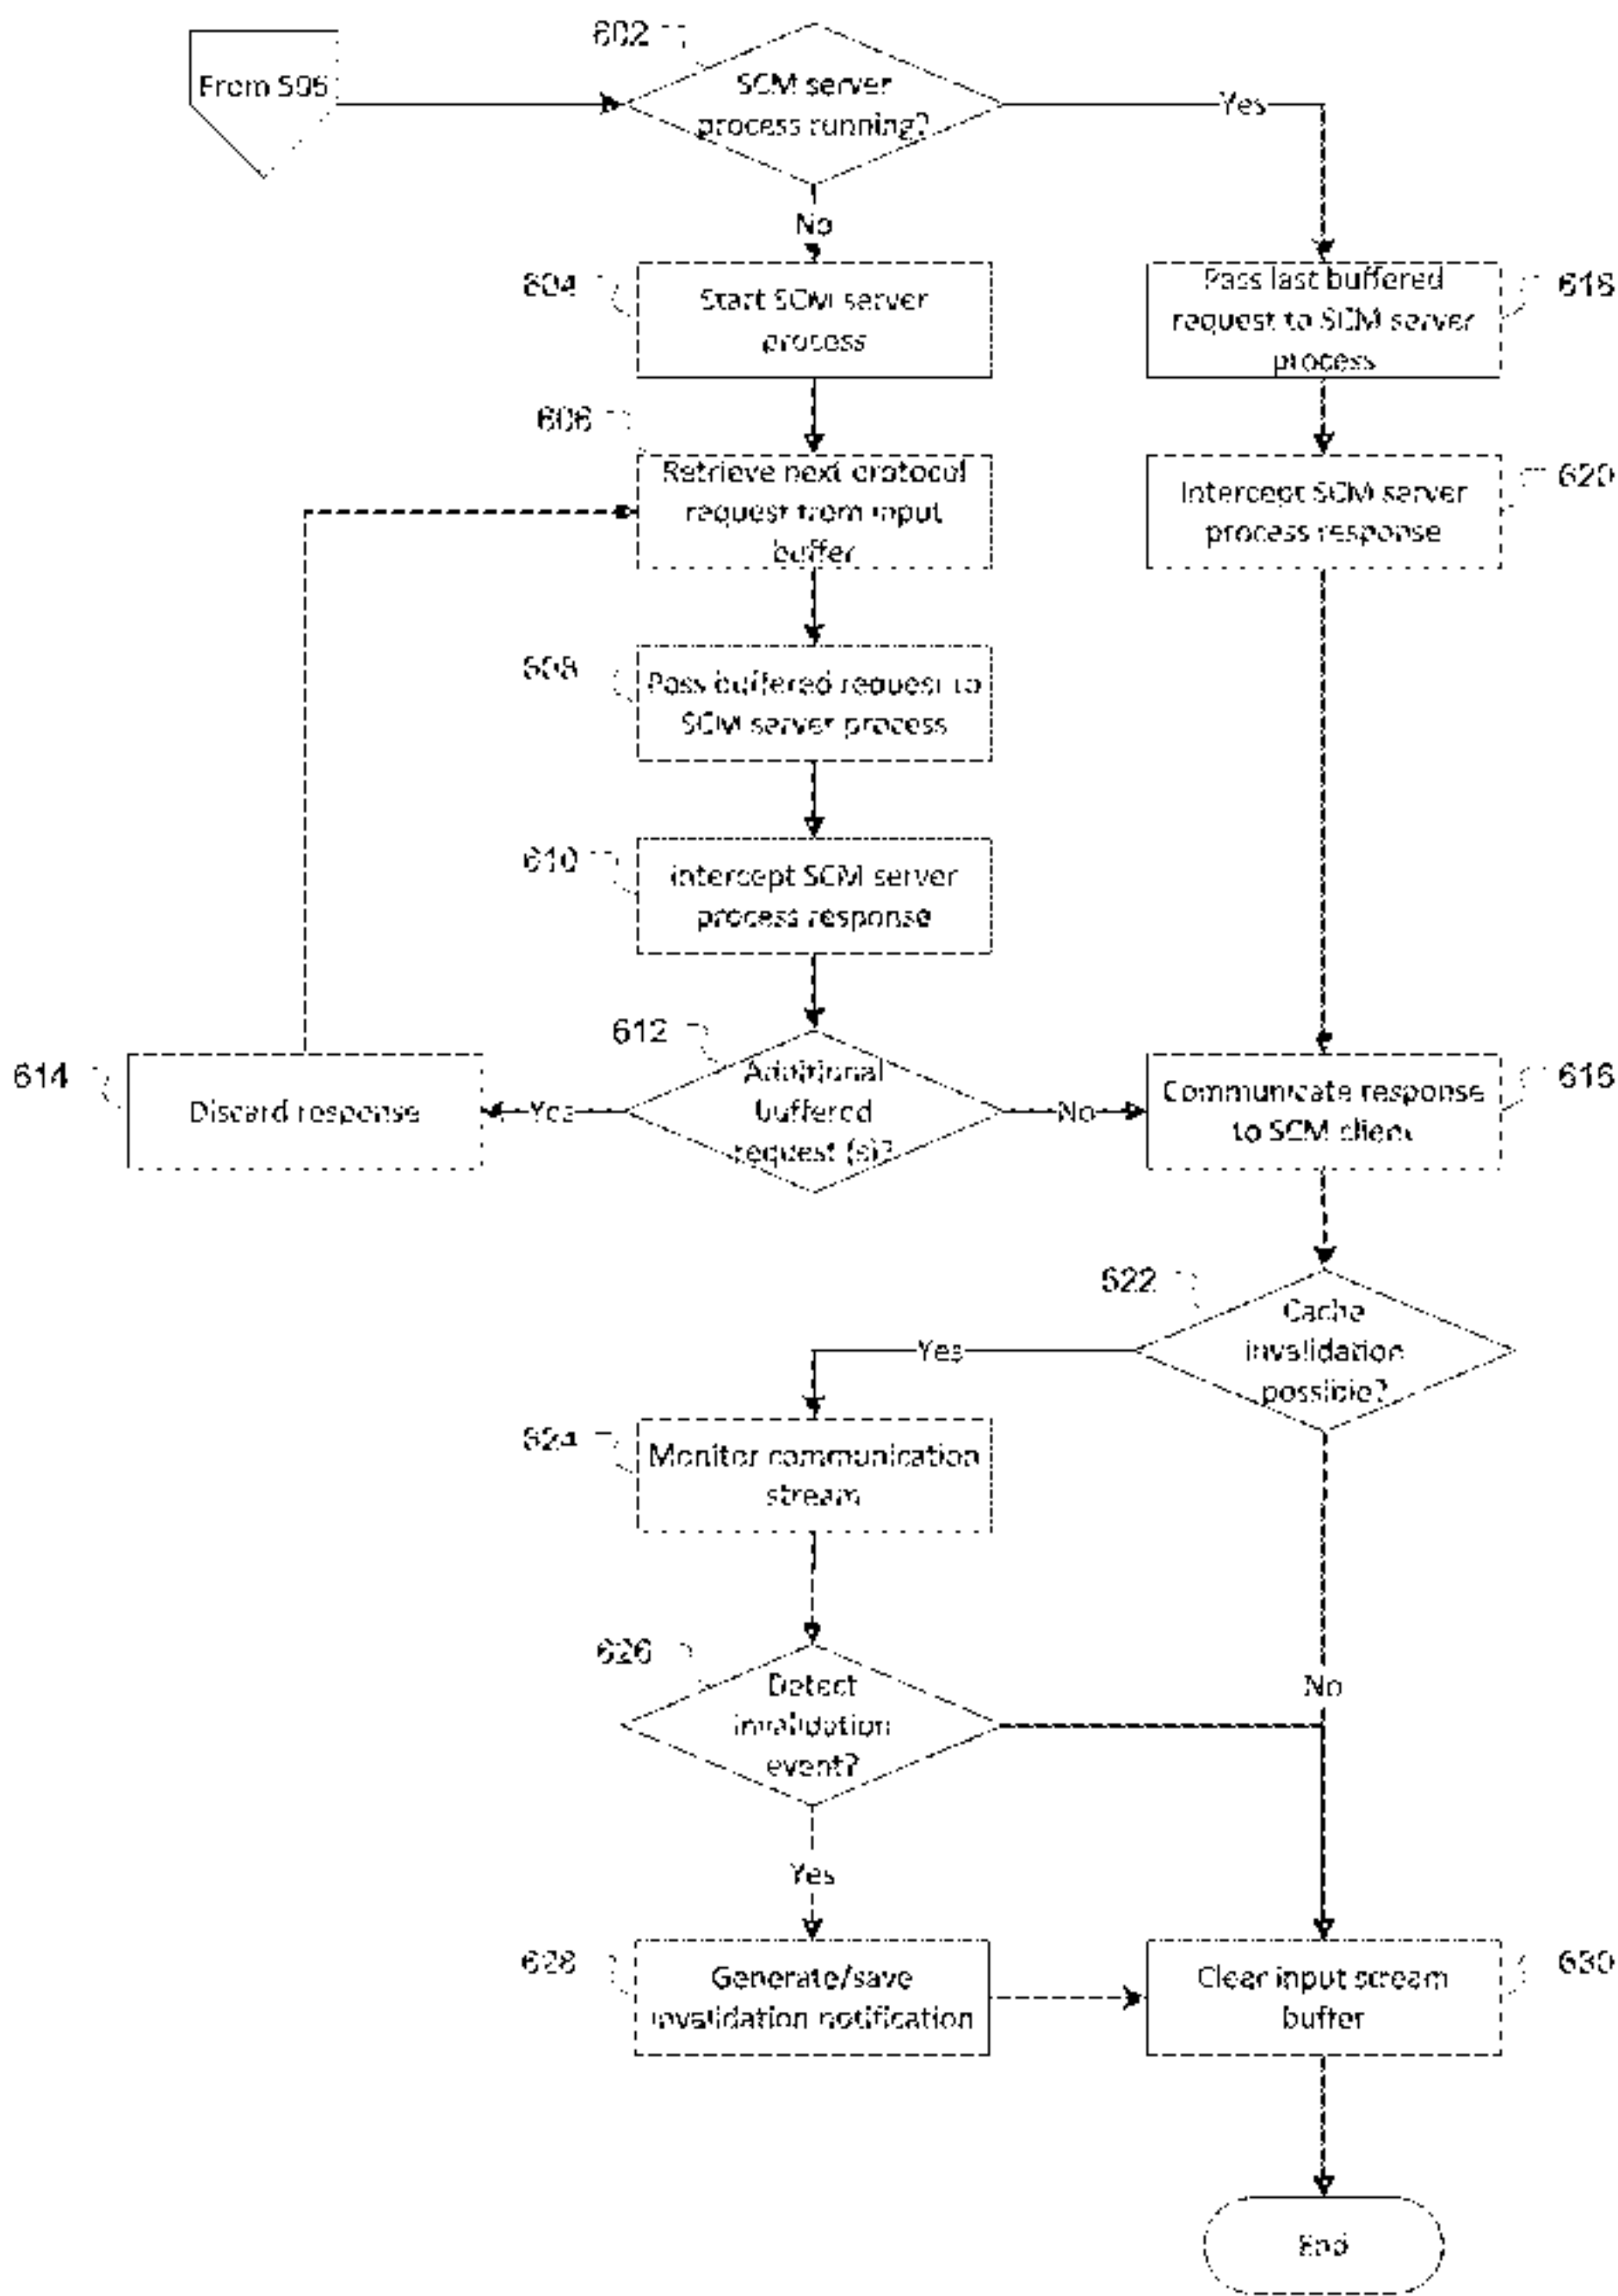 602
From 506
SCM server
process running?
Yes
No
604
Start SCM server
process
Pass last buffered
request to SCM server
process
618
606
Retrieve next protocol
request from input
buffer
Intercept SCM server
process response
620
608
Pass buffered request to
SCM server process
610
Intercept SCM server
process response
612
614
Discard response
Yes
Additional
buffered
request (s)?
No
Communicate response
to SCM client
616
622
Cache
invalidation
possible?
Yes
624
Monitor communication
stream
626
Detect
invalidation
event?
No
Yes
628
Generate/save
invalidation notification
Clear input stream
buffer
630
End